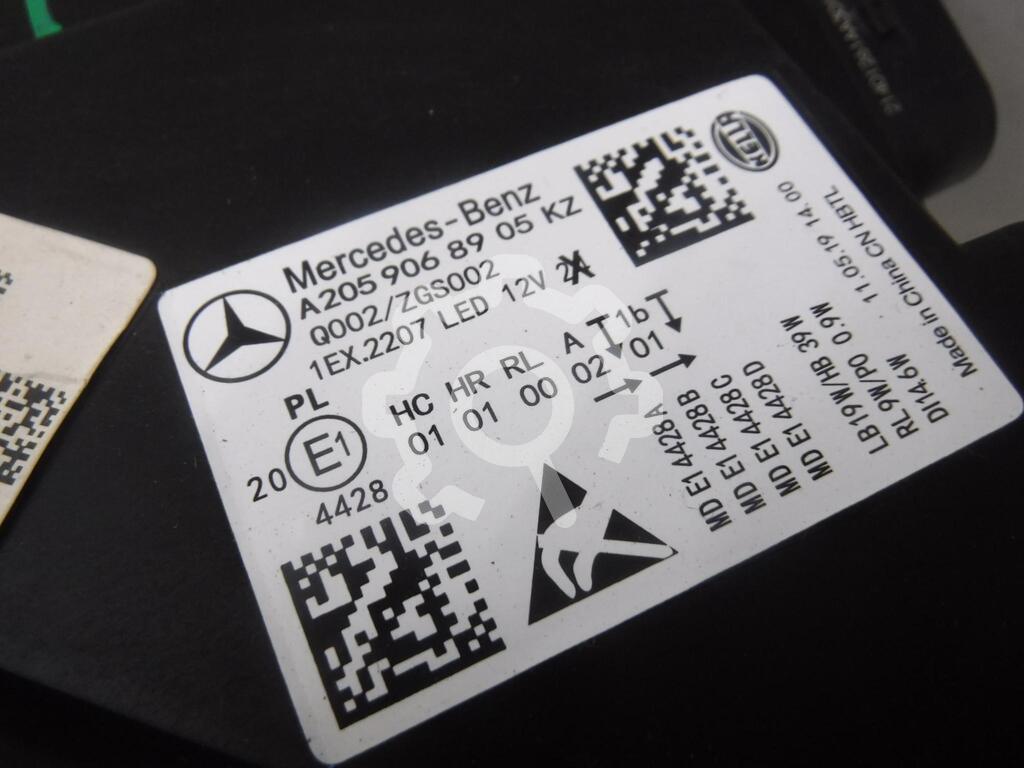 HELLA
Mercedes-Benz
A205 906 89 05 KZ
Q002/ZGS002
1EX.2207 LED 12V
11.05.19 14.00
Made in China CN HBTL
PL
HC HR RL A 1b
20 E1 01 01 00 02 01
4428
MD E1 4428A
MD E1 4428B
MD E1 4428C
MD E1 4428D
LB19W/HB 39W
RL 9W/PO 0.9W
DI14.6W